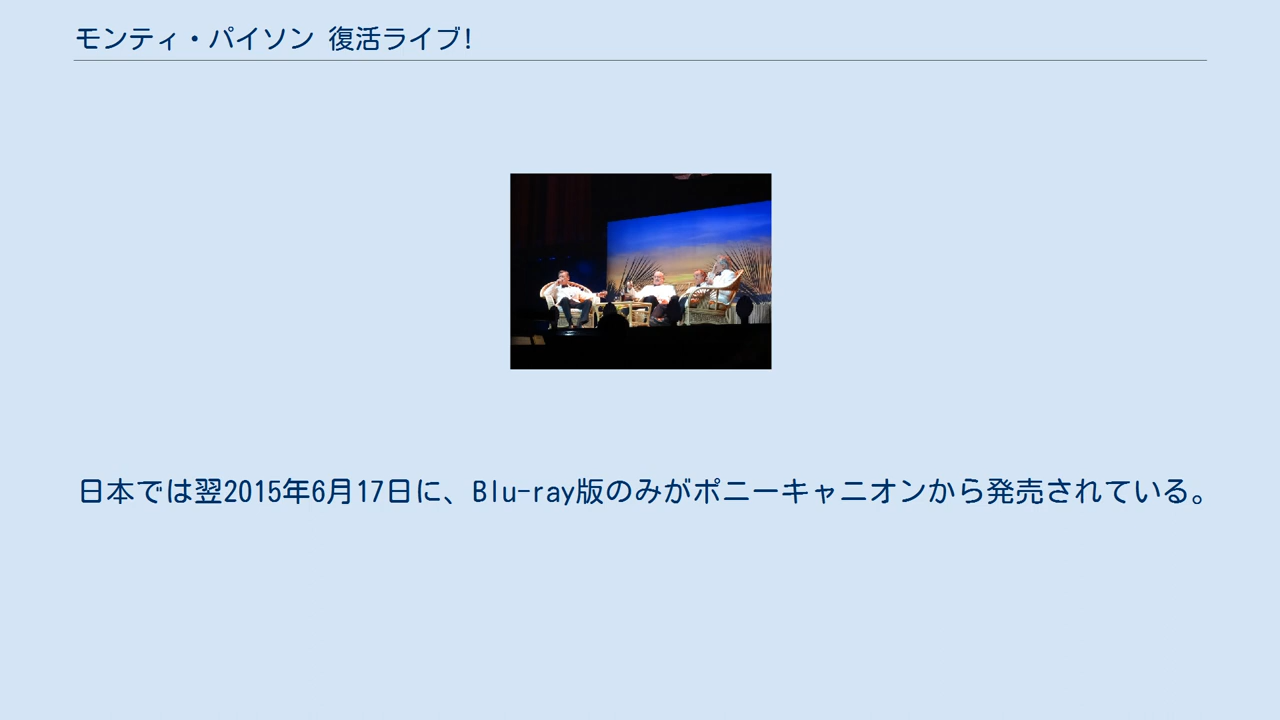 モンティ・パイソン 復活ライブ!
日本では翌2015年6月17日に、Blu-ray版のみがポニーキャニオンから発売されている。